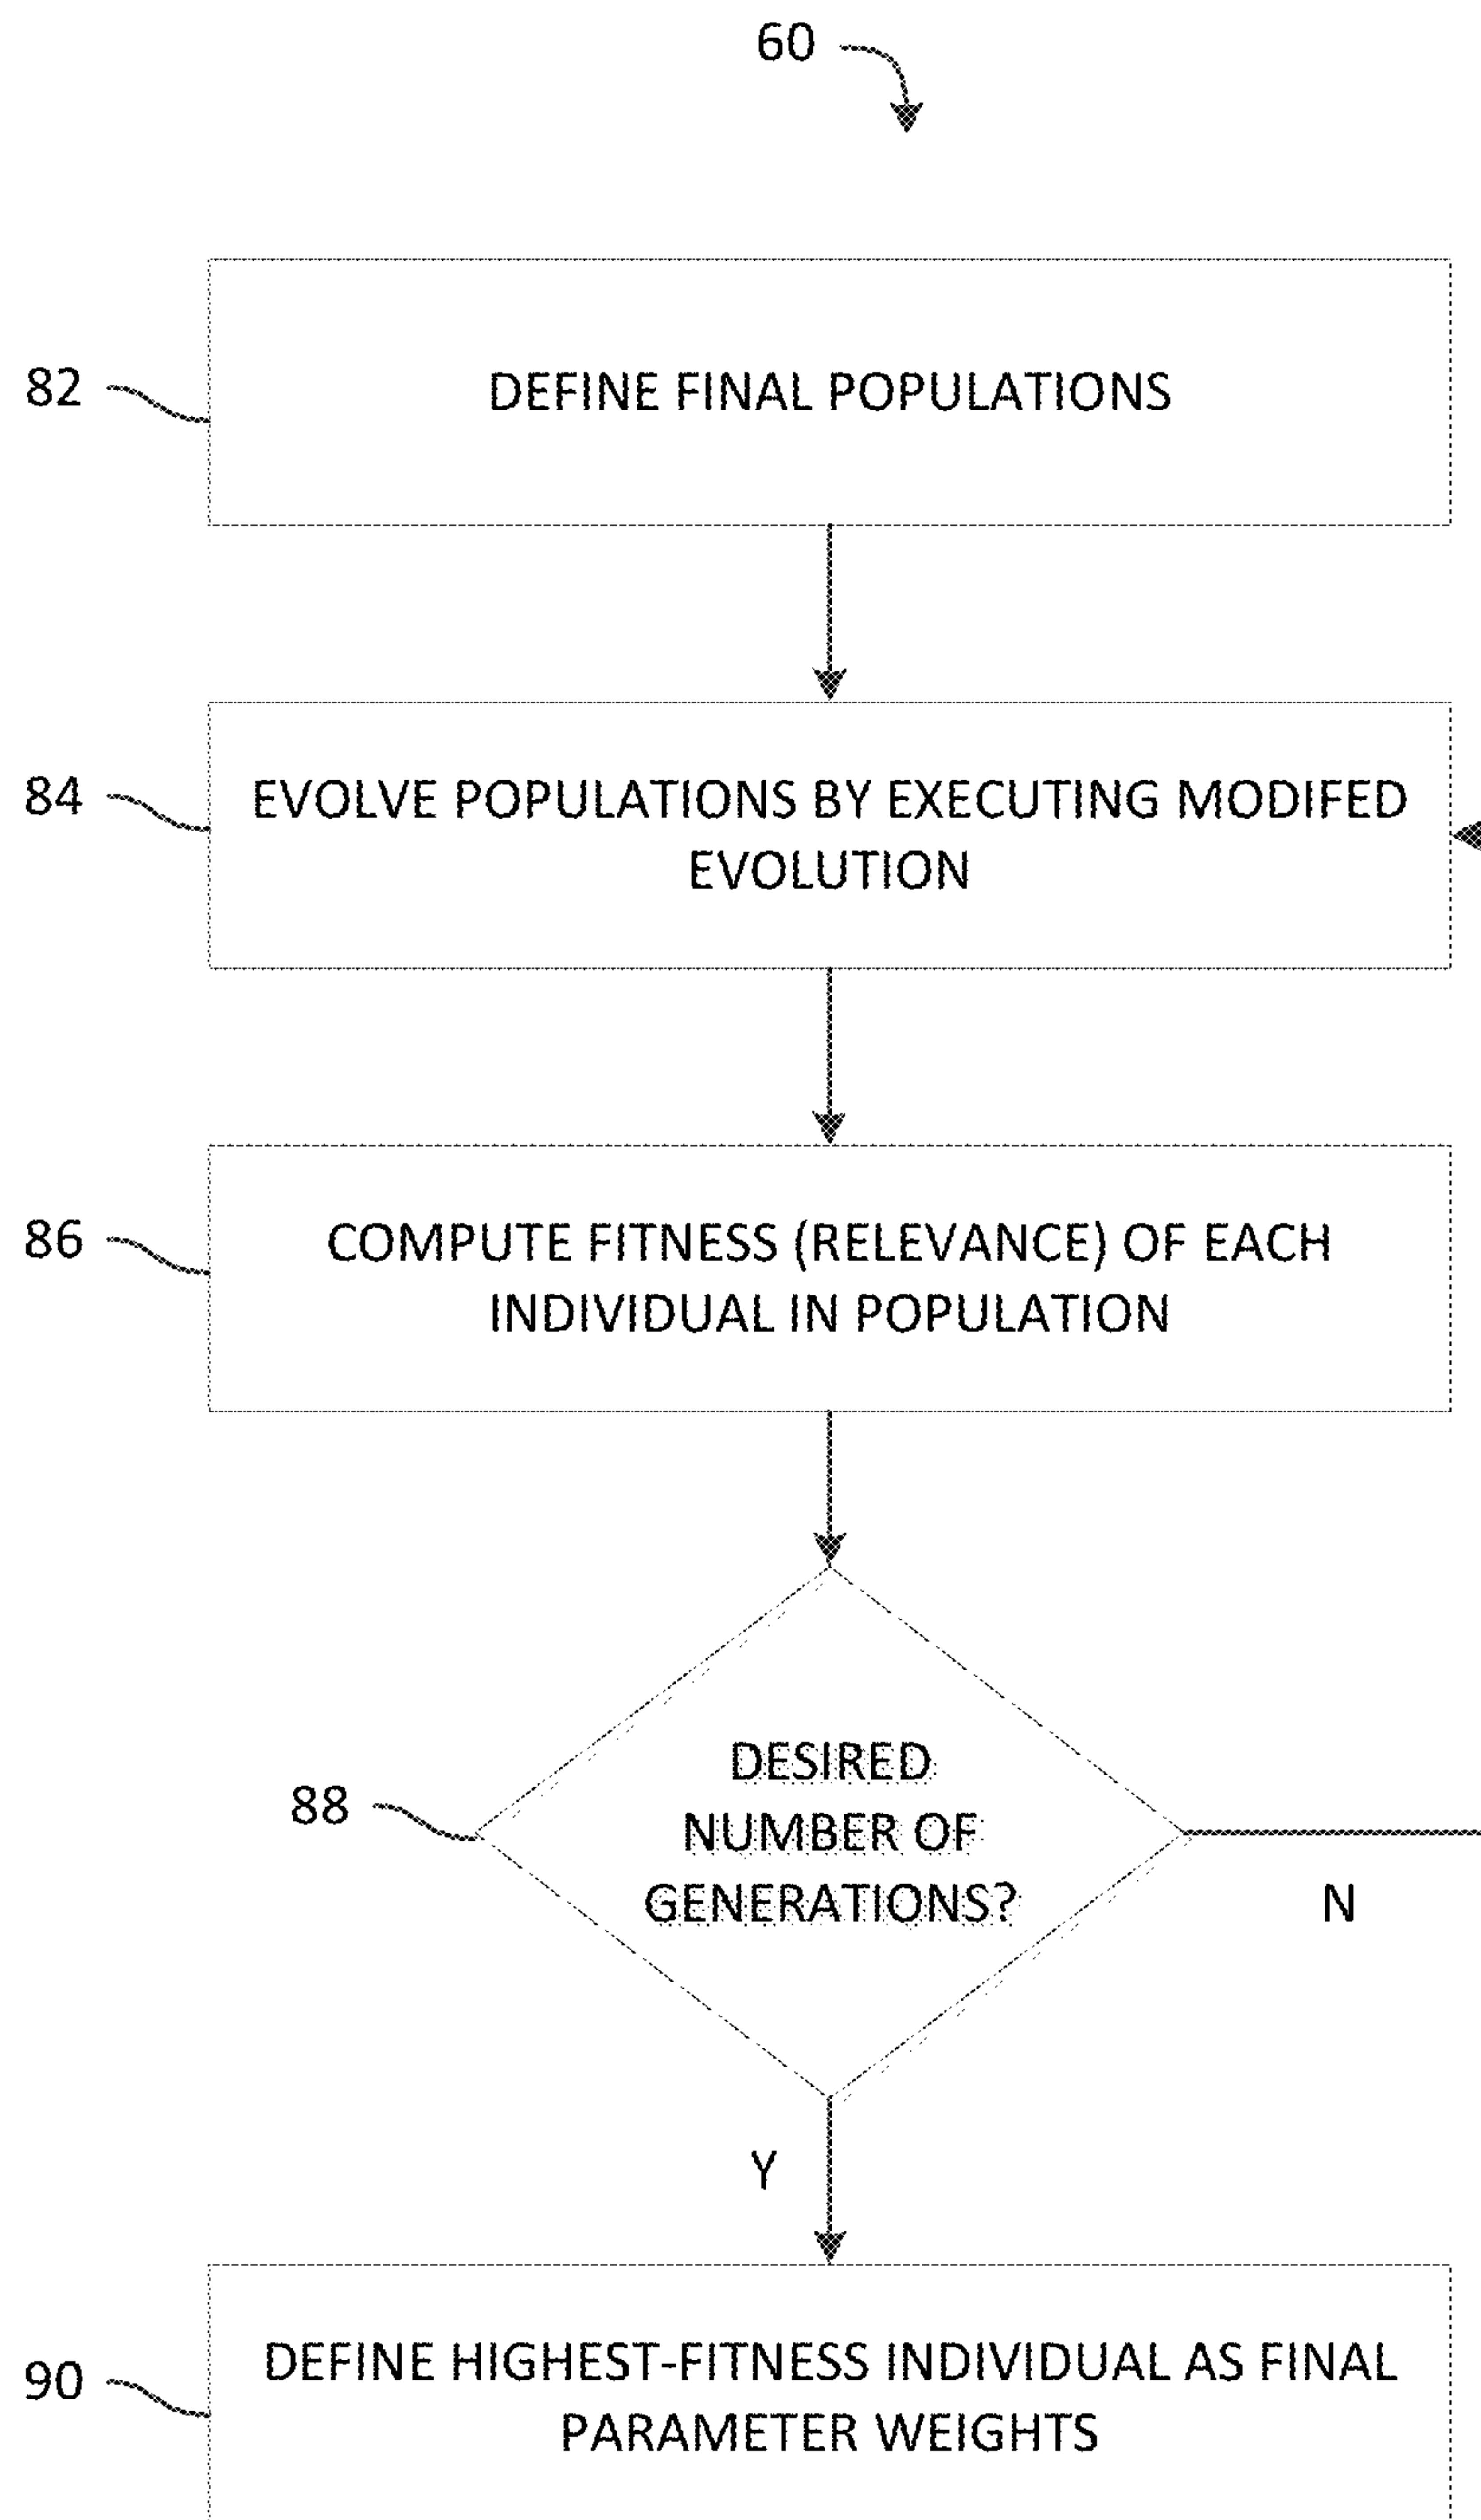 60
82
DEFINE FINAL POPULATIONS
84
EVOLVE POPULATIONS BY EXECUTING MODIFED
EVOLUTION
86
COMPUTE FITNESS (RELEVANCE) OF EACH
INDIVIDUAL IN POPULATION
88
DESIRED
NUMBER OF
GENERATIONS?
N
Y
90
DEFINE HIGHEST-FITNESS INDIVIDUAL AS FINAL
PARAMETER WEIGHTS